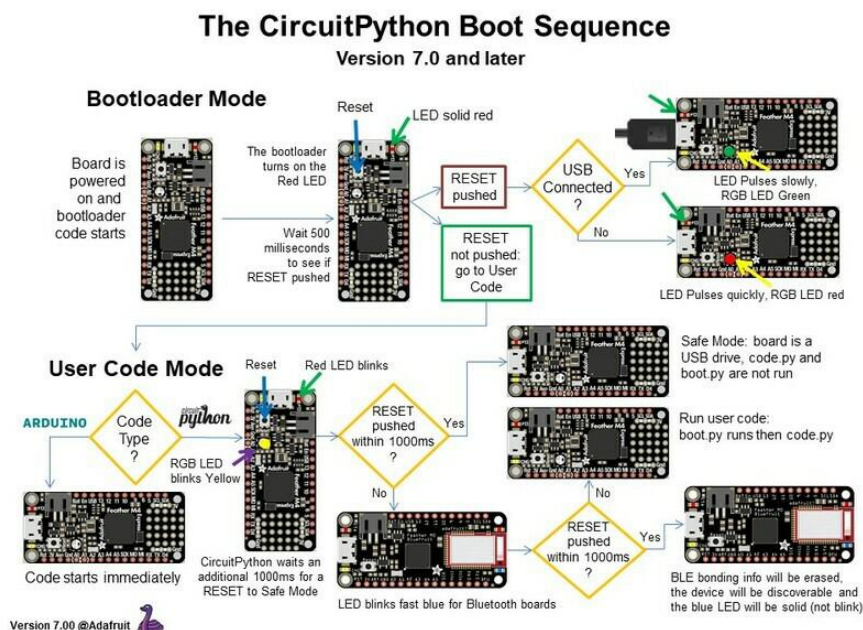 The CircuitPython Boot Sequence
Version 7.0 and later
Bootloader Mode
Reset
LED solid red
Board is
powered
on and
bootloader
code starts
The bootloader
turns on the
Red LED
Wait 500
milliseconds
to see if
RESET pushed
RESET
pushed
RESET
not pushed:
go to User
Code
USB
Connected
?
Yes
No
LED Pulses slowly,
RGB LED Green
LED Pulses quickly, RGB LED red
User Code Mode
Reset
Red LED blinks
ARDUINO
Code
Type
?
circuit
python
RGB LED
blinks Yellow
Code starts immediately
CircuitPython waits an
additional 1000ms for a
RESET to Safe Mode
RESET
pushed
within 1000ms
?
Yes
No
Safe Mode: board is a
USB drive, code.py and
boot.py are not run
Run user code:
boot.py runs then code.py
LED blinks fast blue for Bluetooth boards
No
RESET
pushed
within 1000ms
?
Yes
BLE bonding info will be erased,
the device will be discoverable and
the blue LED will be solid (not blink)
Feather M4
Express
Adafruit
Version 7.00 @Adafruit